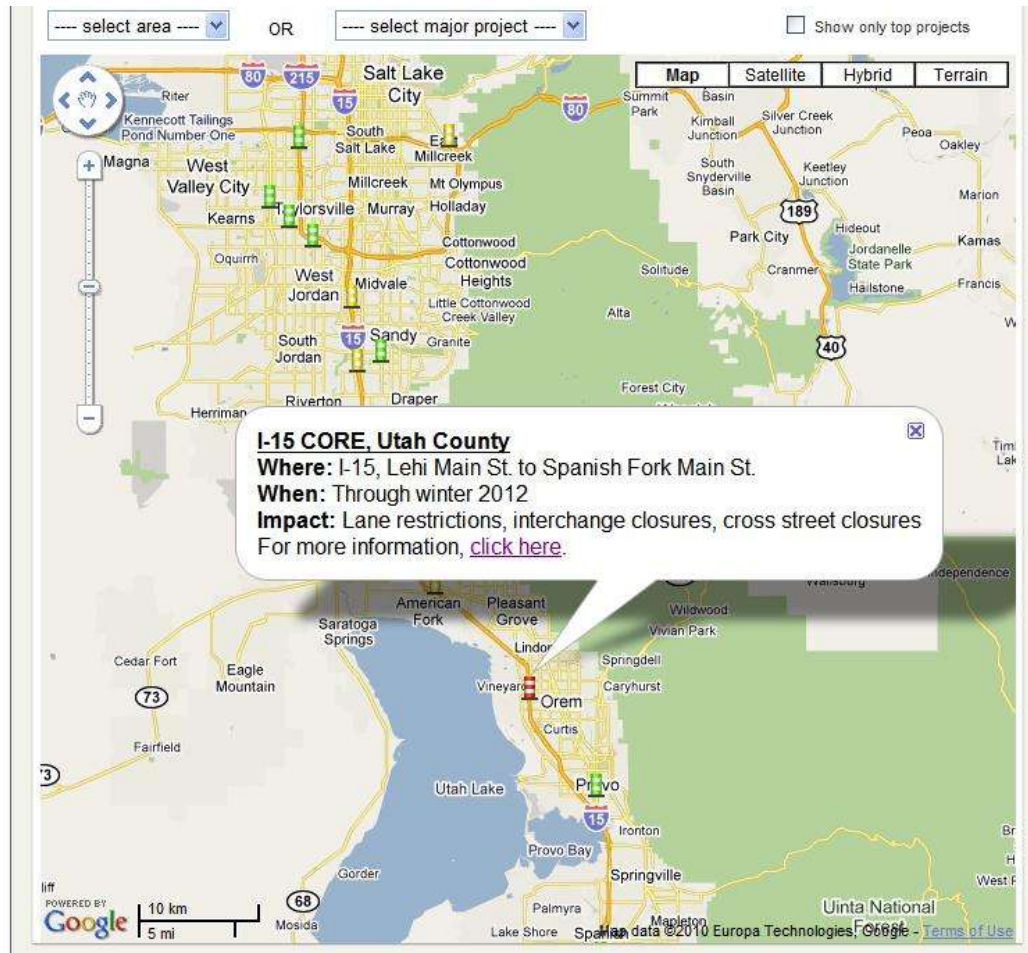 ---- select area ----
OR
---- select major project ----
Show only top projects
Map
Satellite
Hybrid
Terrain
80
215
15
Salt Lake
City
80
Riter
Kennecott Tailings
Pond Number One
South
Salt Lake
Millcreek
Summit
Park
Basin
Kimball
Junction
Silver Creek
Junction
Peoa
Oakley
Magna
West
Valley City
Millcreek
Mt Olympus
South
Snyderville
Basin
Keetley
Junction
Marion
Kearns
Taylorsville
Murray
Holladay
189
Park City
Hideout
Oquirrh
Cottonwood
Cottonwood
Heights
Jordanelle
State Park
Kamas
West
Jordan
Midvale
Solitude
Cranmer
Hailstone
Francis
Little Cottonwood
Creek Valley
Alta
South
Jordan
15
Sandy
Granite
40
Forest City
Herriman
Riverton
Draper
I-15 CORE, Utah County
Where: I-15, Lehi Main St. to Spanish Fork Main St.
When: Through winter 2012
Impact: Lane restrictions, interchange closures, cross street closures
For more information, click here.
Independence
Wallsburg
American
Fork
Pleasant
Grove
Wildwood
Saratoga
Springs
Vivian Park
Cedar Fort
Eagle
Mountain
Springdell
73
Vineyard
Orem
Caryhurst
Fairfield
Curtis
Utah Lake
Provo
15
Ironton
Provo Bay
Gorder
Springville
POWERED BY
Google
10 km
5 mi
68
Mosida
Palmyra
Lake Shore
Mapleton
Uinta National
Forest
Map data ©2010 Europa Technologies, Google - Terms of Use